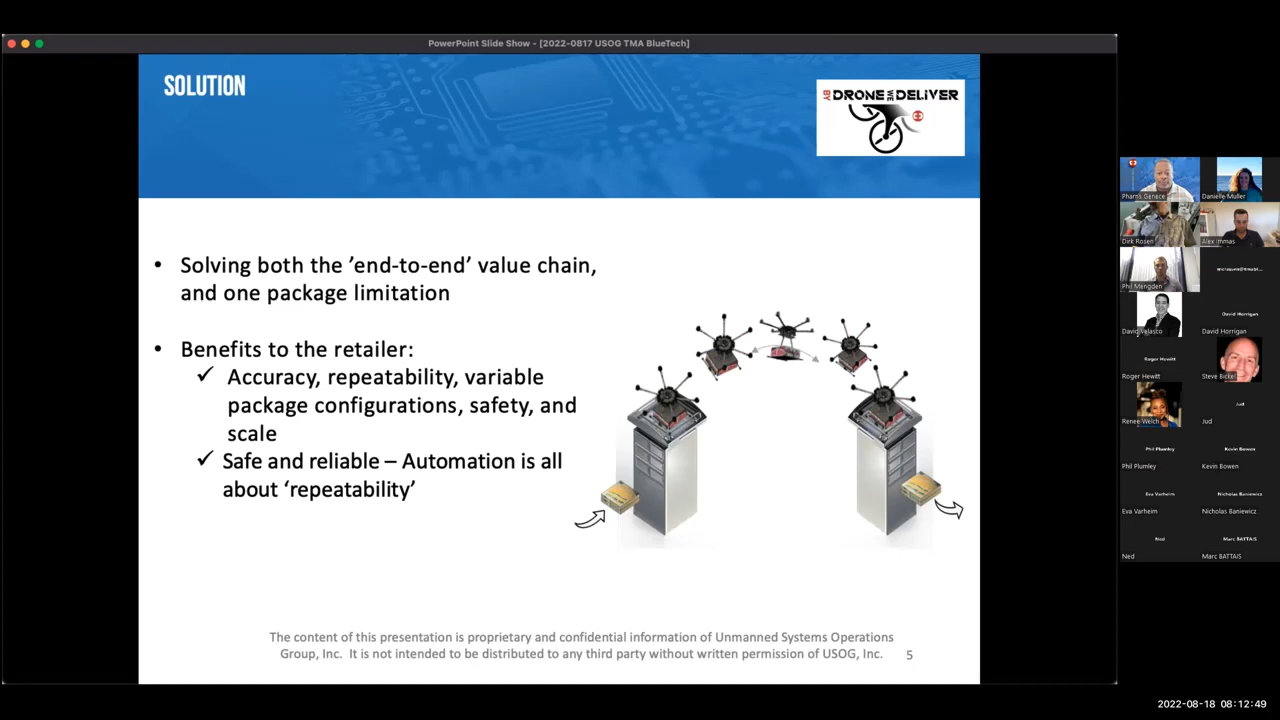 PowerPoint Slide Show - [2022-0817 USOG TMA BlueTech]
SOLUTION
BY DRONE WE DELIVER
• Solving both the ’end-to-end’ value chain,
and one package limitation
• Benefits to the retailer:
✓ Accuracy, repeatability, variable
package configurations, safety, and
scale
✓ Safe and reliable – Automation is all
about ‘repeatability’
The content of this presentation is proprietary and confidential information of Unmanned Systems Operations
Group, Inc. It is not intended to be distributed to any third party without written permission of USOG, Inc.
5
Pharns Genece
Danielle Muller
Dirk Rosen
Alex Immas
Phil Mengden
David Velasco
David Horrigan
David Horrigan
Roger Hewitt
Roger Hewitt
Steve Bickel
Renee Welch
Jud
Jud
Phil Plumley
Phil Plumley
Kevin Bowen
Kevin Bowen
Eva Varheim
Eva Varheim
Nicholas Baniewicz
Nicholas Baniewicz
Ned
Ned
Marc BATTAIS
Marc BATTAIS
2022-08-18 08:12:49